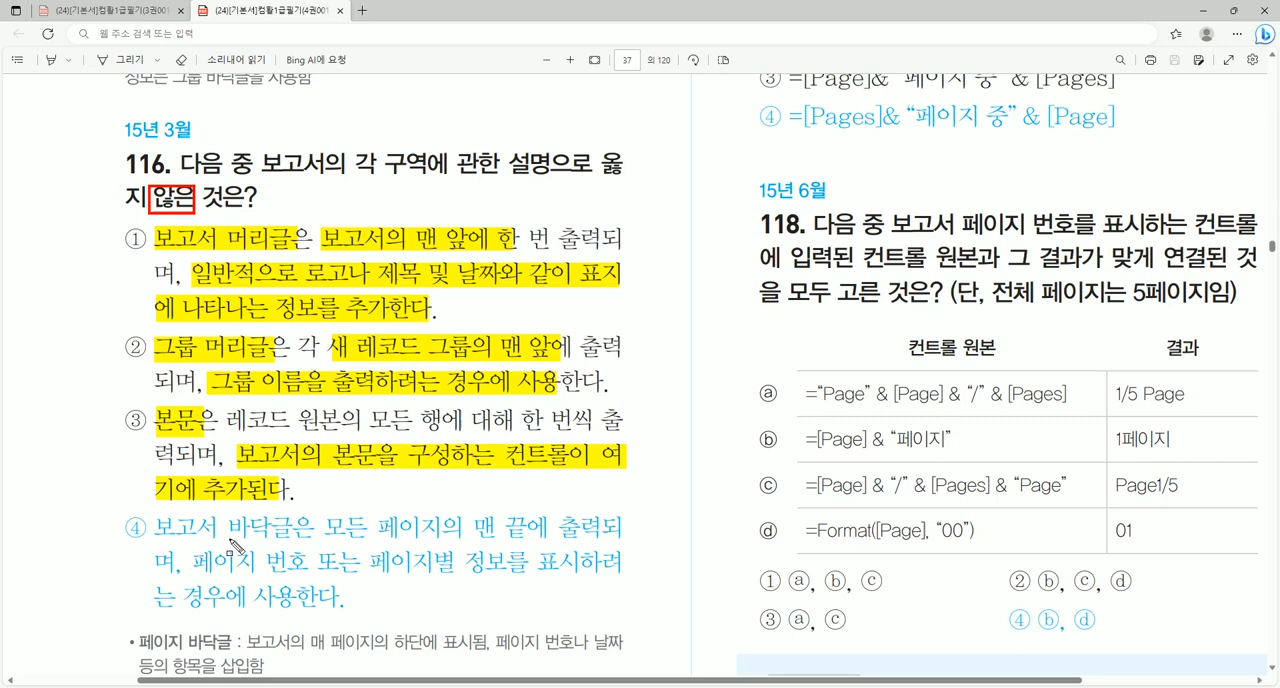 (24)[기본서]컴활1급필기(3권001
(24)[기본서]컴활1급필기(4권001
웹 주소 검색 또는 입력
그리기
소리내어 읽기
Bing AI에 요청
37
외 120
정보는 그룹 바닥글을 사용함
15년 3월
116. 다음 중 보고서의 각 구역에 관한 설명으로 옳
지 않은 것은?
① 보고서 머리글은 보고서의 맨 앞에 한 번 출력되
며, 일반적으로 로고나 제목 및 날짜와 같이 표지
에 나타나는 정보를 추가한다.
② 그룹 머리글은 각 새 레코드 그룹의 맨 앞에 출력
되며, 그룹 이름을 출력하려는 경우에 사용한다.
③ 본문은 레코드 원본의 모든 행에 대해 한 번씩 출
력되며, 보고서의 본문을 구성하는 컨트롤이 여
기에 추가된다.
④ 보고서 바닥글은 모든 페이지의 맨 끝에 출력되
며, 페이지 번호 또는 페이지별 정보를 표시하려
는 경우에 사용한다.
• 페이지 바닥글 : 보고서의 매 페이지의 하단에 표시됨, 페이지 번호나 날짜
등의 항목을 삽입함
③ =[Page]& "페이지 중" & [Pages]
④ =[Pages]& “페이지 중” & [Page]
15년 6월
118. 다음 중 보고서 페이지 번호를 표시하는 컨트롤
에 입력된 컨트롤 원본과 그 결과가 맞게 연결된 것
을 모두 고른 것은? (단, 전체 페이지는 5페이지임)
컨트롤 원본 결과
ⓐ =“Page” & [Page] & “/” & [Pages] 1/5 Page
ⓑ =[Page] & “페이지” 1페이지
ⓒ =[Page] & “/” & [Pages] & “Page” Page1/5
ⓓ =Format([Page], “00”) 01
① ⓐ, ⓑ, ⓒ ② ⓑ, ⓒ, ⓓ
③ ⓐ, ⓒ ④ ⓑ, ⓓ